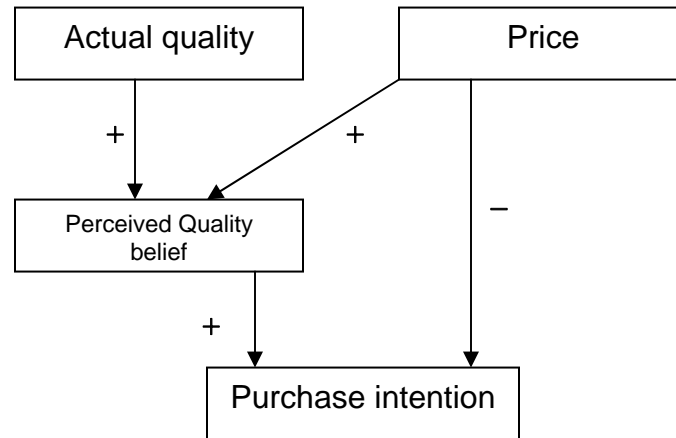 Actual quality
Price
+
+
Perceived Quality
belief
–
+
Purchase intention